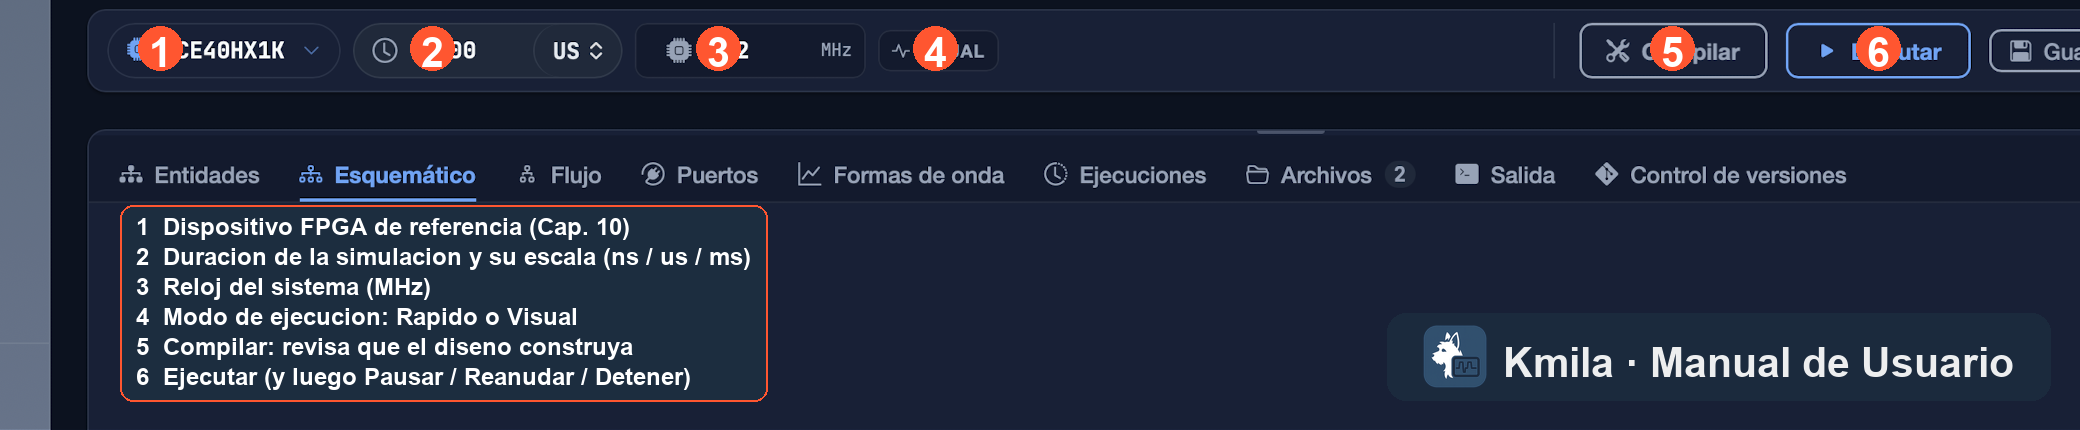 1 CE40HX1K 2 00 US 3 2 MHz 4 AL 5 C pilar 6 E utar Gua
Entidades Esquemático Flujo Puertos Formas de onda Ejecuciones Archivos 2 Salida Control de versiones
1 Dispositivo FPGA de referencia (Cap. 10)
2 Duracion de la simulacion y su escala (ns / us / ms)
3 Reloj del sistema (MHz)
4 Modo de ejecucion: Rapido o Visual
5 Compilar: revisa que el diseno construya
6 Ejecutar (y luego Pausar / Reanudar / Detener)
Kmila · Manual de Usuario